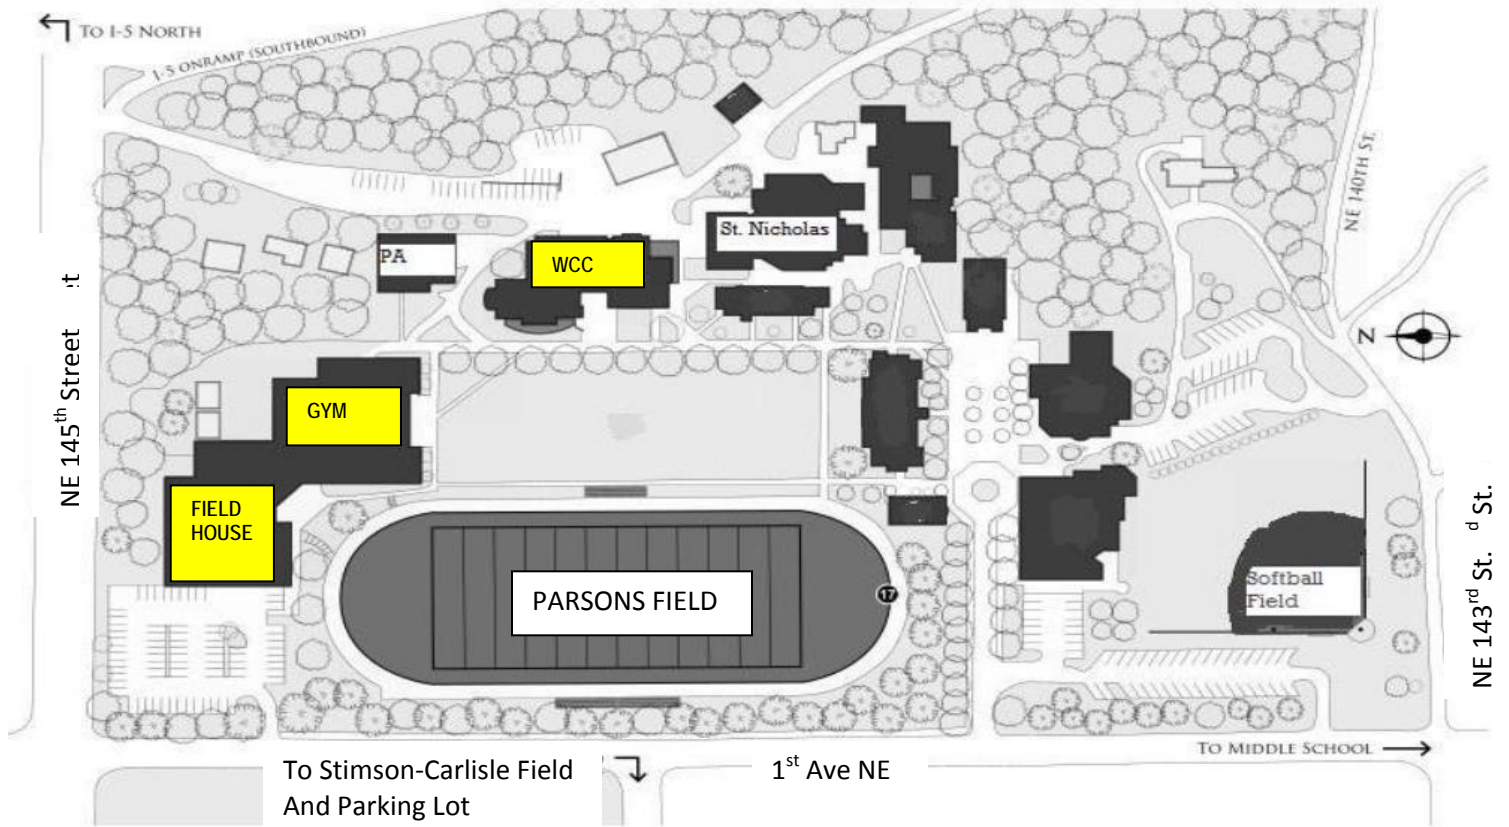 TO I-5 NORTH
I-5 ONRAMP (SOUTHBOUND)
NE 140TH ST.
St. Nicholas
PA
WCC
NE 145th Street
N
GYM
FIELD
HOUSE
PARSONS FIELD
17
Softball
Field
NE 143rd St.
d St.
TO MIDDLE SCHOOL
To Stimson-Carlisle Field
And Parking Lot
1st Ave NE